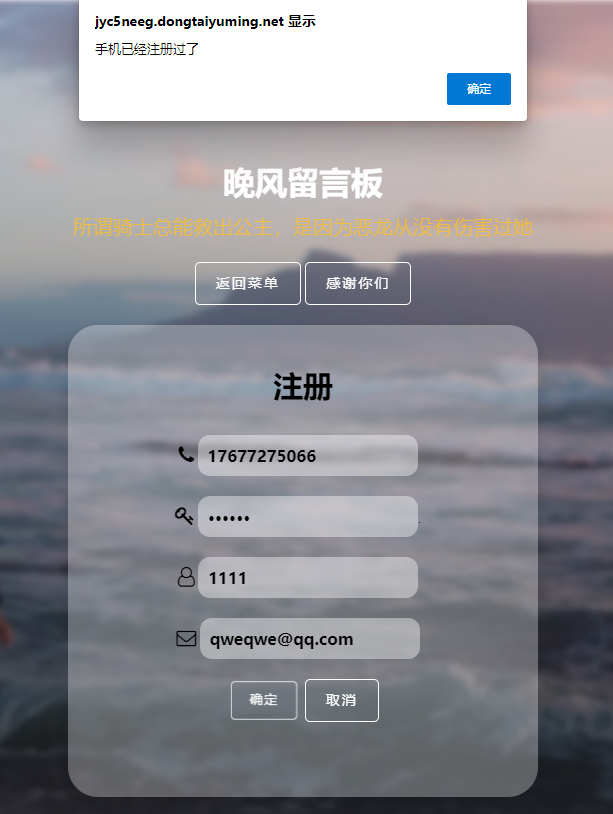 jyc5neeg.dongtaiyuming.net 显示
手机已经注册过了
确定
晚风留言板
所谓骑士总能救出公主，是因为恶龙从没有伤害过她
返回菜单 感谢你们
注册
17677275066
••••••
1111
qweqwe@qq.com
确定 取消